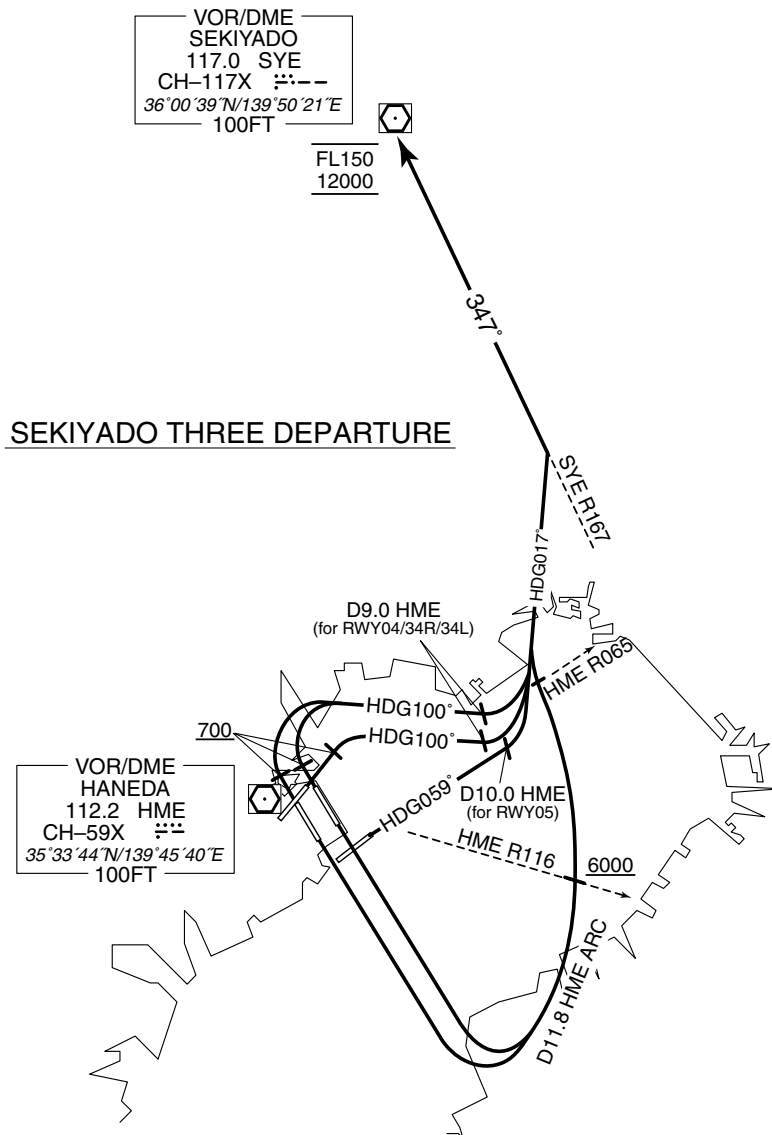 VOR/DME
SEKIYADO
117.0 SYE
CH–117X
36°00´39˝N/139°50´21˝E
100FT
FL150
12000
347°
SEKIYADO THREE DEPARTURE
SYE R167
HDG017°
D9.0 HME
(for RWY04/34R/34L)
HME R065
HDG100°
700
HDG100°
VOR/DME
HANEDA
112.2 HME
CH–59X
35°33´44˝N/139°45´40˝E
100FT
HDG059°
D10.0 HME
(for RWY05)
HME R116
6000
D11.8 HME ARC